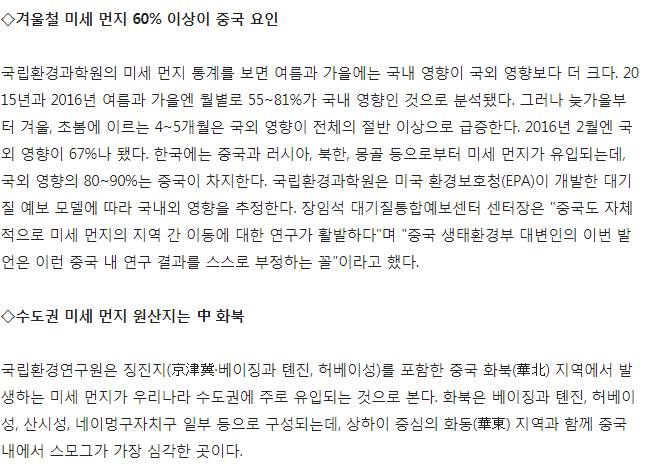 ◇겨울철 미세 먼지 60% 이상이 중국 요인
국립환경과학원의 미세 먼지 통계를 보면 여름과 가을에는 국내 영향이 국외 영향보다 더 크다. 20
15년과 2016년 여름과 가을엔 월별로 55~81%가 국내 영향인 것으로 분석됐다. 그러나 늦가을부
터 겨울, 초봄에 이르는 4~5개월은 국외 영향이 전체의 절반 이상으로 급증한다. 2016년 2월엔 국
외 영향이 67%나 됐다. 한국에는 중국과 러시아, 북한, 몽골 등으로부터 미세 먼지가 유입되는데,
국외 영향의 80~90%는 중국이 차지한다. 국립환경과학원은 미국 환경보호청(EPA)이 개발한 대기
질 예보 모델에 따라 국내외 영향을 추정한다. 장임석 대기질통합예보센터 센터장은 "중국도 자체
적으로 미세 먼지의 지역 간 이동에 대한 연구가 활발하다"며 "중국 생태환경부 대변인의 이번 발
언은 이런 중국 내 연구 결과를 스스로 부정하는 꼴"이라고 했다.
◇수도권 미세 먼지 원산지는 中 화북
국립환경연구원은 징진지(京津冀·베이징과 톈진, 허베이성)를 포함한 중국 화북(華北) 지역에서 발
생하는 미세 먼지가 우리나라 수도권에 주로 유입되는 것으로 본다. 화북은 베이징과 톈진, 허베이
성, 산시성, 네이멍구자치구 일부 등으로 구성되는데, 상하이 중심의 화동(華東) 지역과 함께 중국
내에서 스모그가 가장 심각한 곳이다.